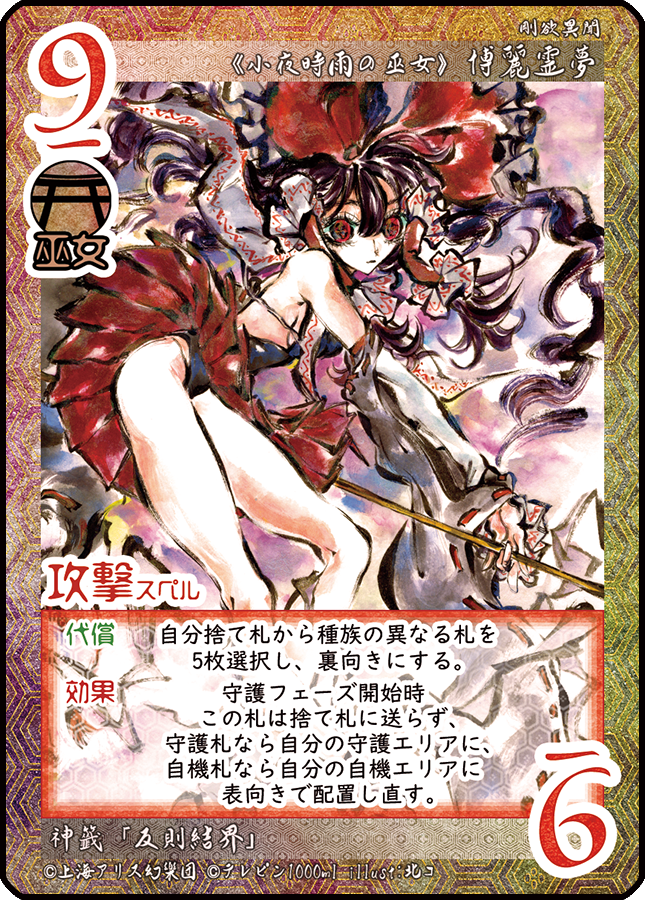 剛欲異聞
《小夜時雨の巫女》 博麗霊夢
9
巫女
攻撃スペル
代償 自分捨て札から種族の異なる札を
5枚選択し、裏向きにする。
効果 守護フェーズ開始時
この札は捨て札に送らず、
守護札なら自分の守護エリアに、
自機札なら自分の自機エリアに
表向きで配置し直す。
6
神籤「反則結界」
©上海アリス幻樂団 ©テレピン1000ml illust:北コ